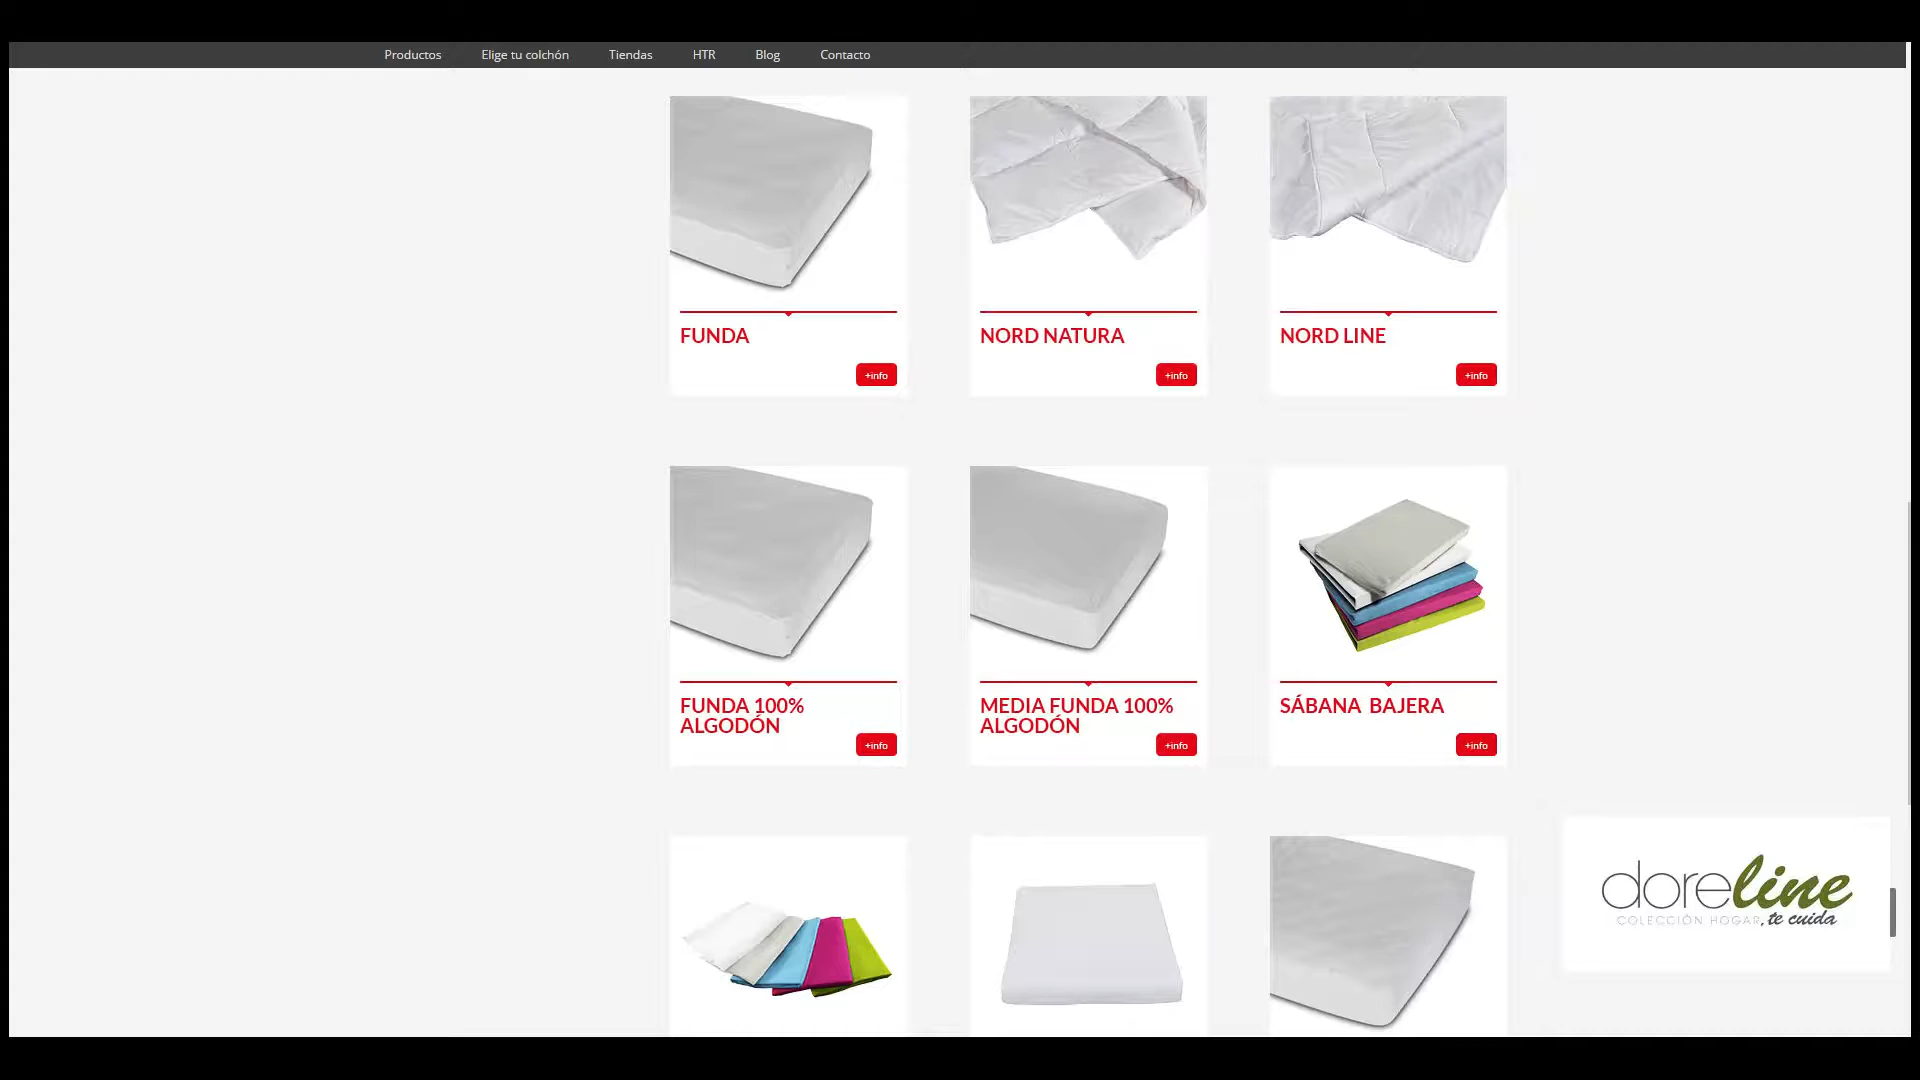 Productos Elige tu colchón Tiendas HTR Blog Contacto
FUNDA
+info
NORD NATURA
+info
NORD LINE
+info
FUNDA 100%
ALGODÓN
+info
MEDIA FUNDA 100%
ALGODÓN
+info
SÁBANA BAJERA
+info
doreline
COLECCIÓN HOGAR, te cuida